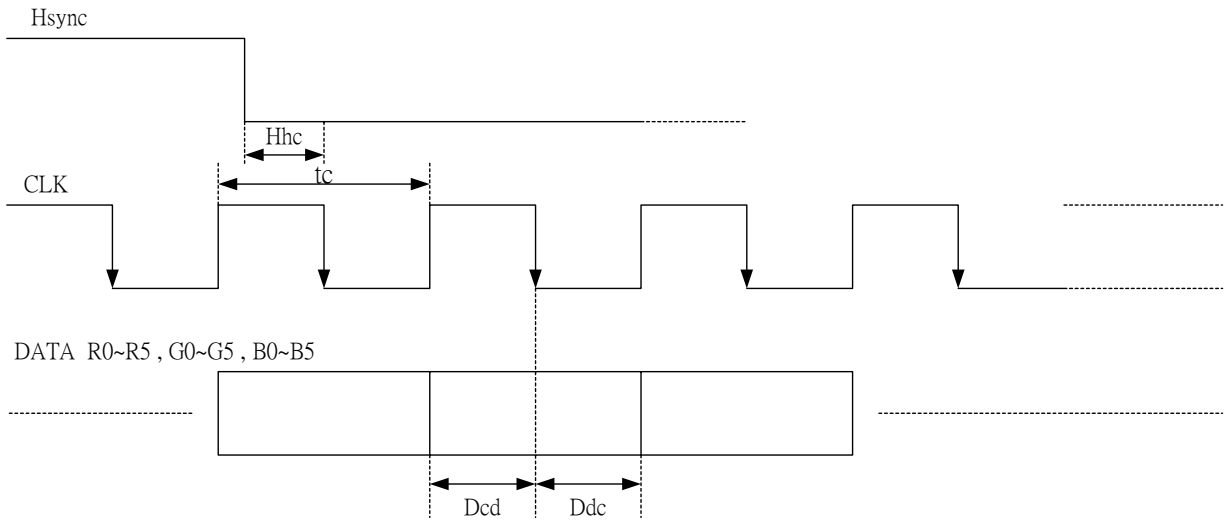 Hsync
Hhc
tc
CLK
DATA R0~R5 , G0~G5 , B0~B5
Dcd
Ddc